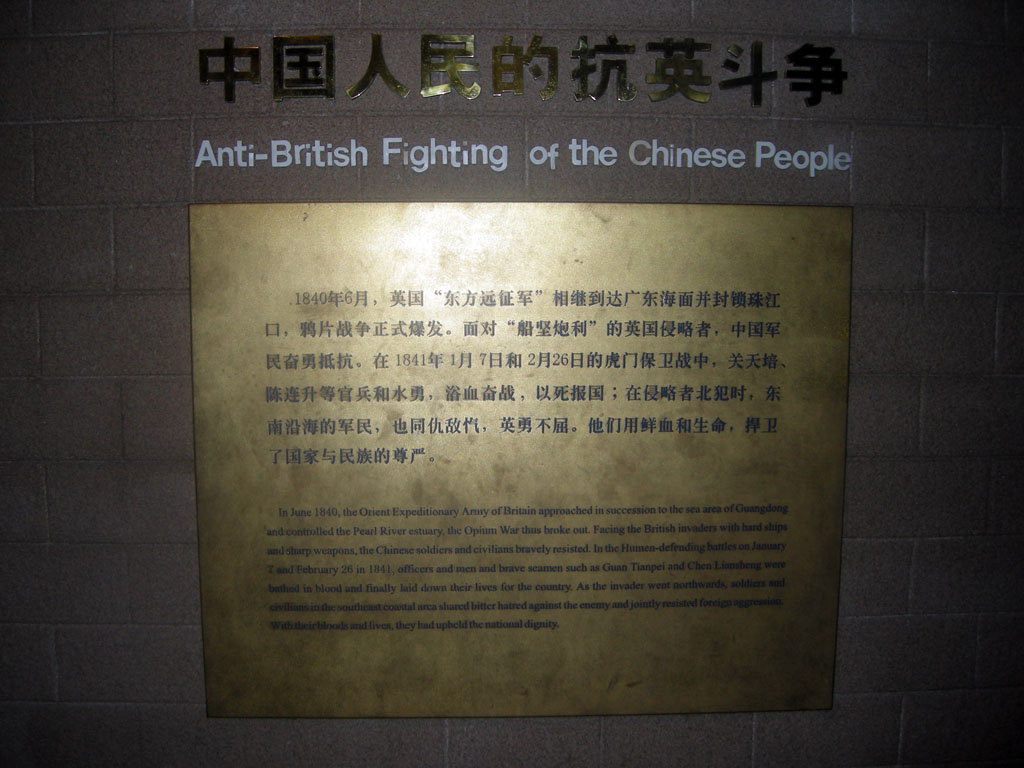 中国人民的抗英斗争
Anti-British Fighting of the Chinese People
1840年6月，英国“东方远征军”相继到达广东海面并封锁珠江
口，鸦片战争正式爆发。面对“船坚炮利”的英国侵略者，中国军
民奋勇抵抗。在 1841年 1月 7日和 2月26日的虎门保卫战中，关天培、
陈连升等官兵和水勇，浴血奋战，以死报国；在侵略者北犯时，东
南沿海的军民，也同仇敌忾，英勇不屈。他们用鲜血和生命，捍卫
了国家与民族的尊严。
In June 1840, the Orient Expeditionary Army of Britain approached in succession to the sea area of Guangdong
and controlled the Pearl River estuary, the Opium War thus broke out. Facing the British invaders with hard ships
and sharp weapons, the Chinese soldiers and civilians bravely resisted. In the Humen-defending battles on January
7 and February 26 in 1841, officers and men and brave seamen such as Guan Tianpei and Chen Liansheng were
bathed in blood and finally laid down their lives for the country. As the invader went northwards, soldiers and
civilians in the southeast coastal area shared bitter hatred against the enemy and jointly resisted foreign aggression.
With their bloods and lives, they had upheld the national dignity.